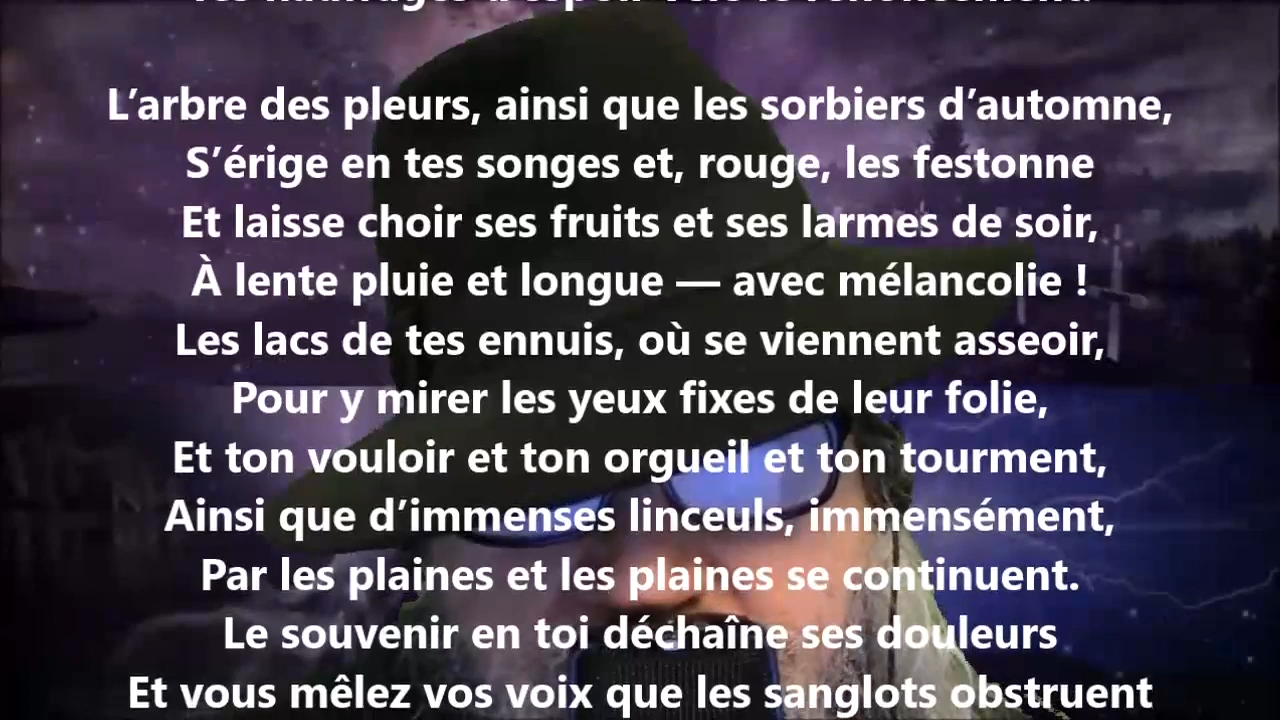 L’arbre des pleurs, ainsi que les sorbiers d’automne,
S’érige en tes songes et, rouge, les festonne
Et laisse choir ses fruits et ses larmes de soir,
À lente pluie et longue — avec mélancolie !
Les lacs de tes ennuis, où se viennent asseoir,
Pour y mirer les yeux fixes de leur folie,
Et ton vouloir et ton orgueil et ton tourment,
Ainsi que d’immenses linceuls, immensément,
Par les plaines et les plaines se continuent.
Le souvenir en toi déchaîne ses douleurs
Et vous mêlez vos voix que les sanglots obstruent